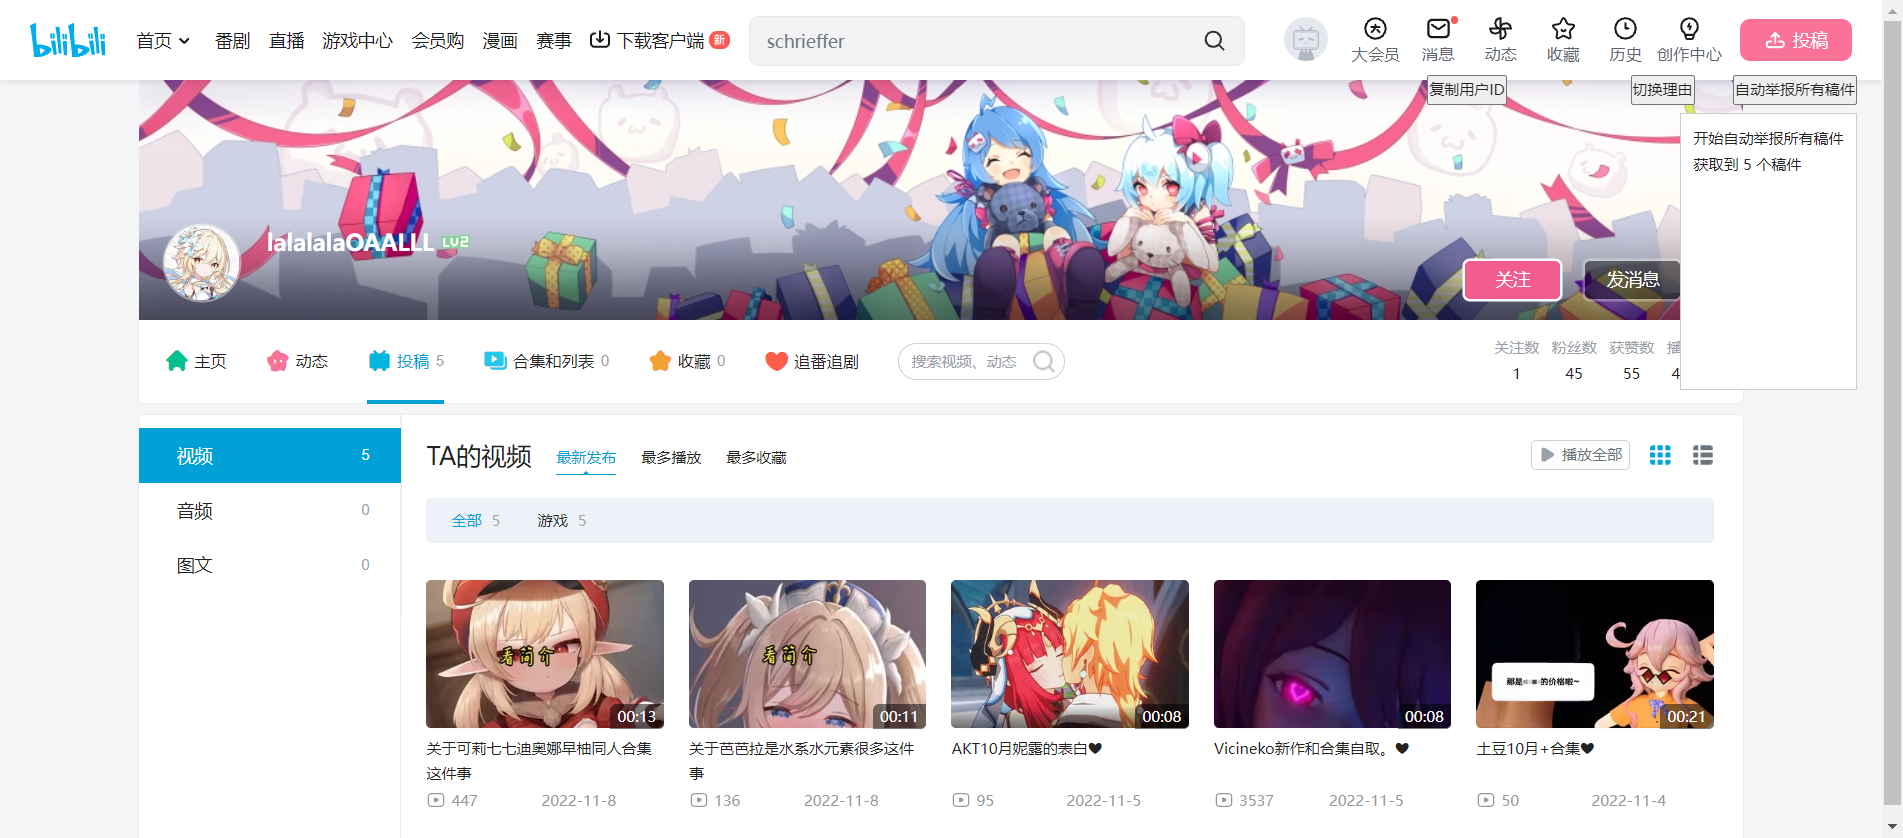 bilibili
首页 番剧 直播 游戏中心 会员购 漫画 赛事 下载客户端 新
schrieffer
大会员 消息 动态 收藏 历史 创作中心 投稿
复制用户ID 切换理由 自动举报所有稿件
开始自动举报所有稿件
获取到 5 个稿件
lalalalaOAALLL LV2
关注 发消息
主页 动态 投稿 5 合集和列表 0 收藏 0 追番追剧 搜索视频、动态
关注数 粉丝数 获赞数 播
1 45 55 4
视频 5
音频 0
图文 0
TA的视频 最新发布 最多播放 最多收藏 播放全部
全部 5 游戏 5
看简介
00:13
关于可莉七七迪奥娜早柚同人合集
这件事
447 2022-11-8
看简介
00:11
关于芭芭拉是水系水元素很多这件
事
136 2022-11-8
00:08
AKT10月妮露的表白♥
95 2022-11-5
00:08
Vicineko新作和合集自取。♥
3537 2022-11-5
那是 的价格啦~
00:21
土豆10月+合集♥
50 2022-11-4